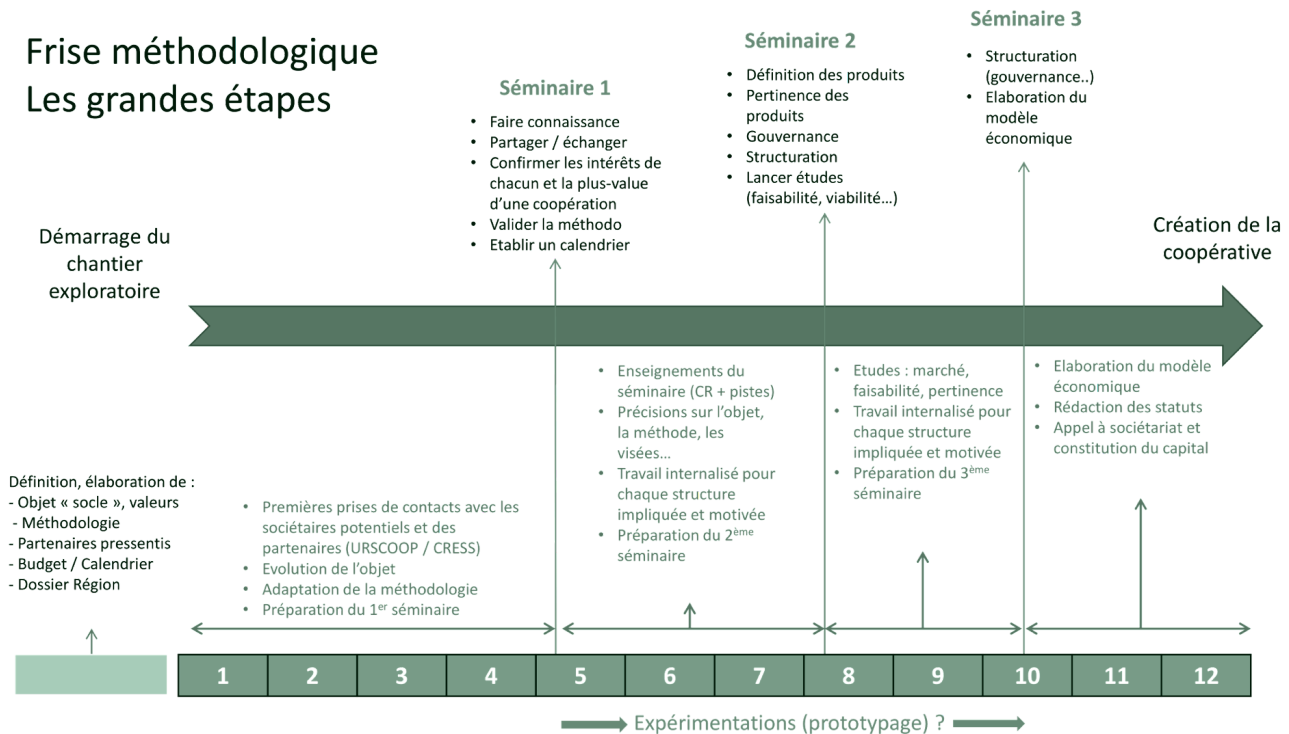 Frise méthodologique
Les grandes étapes
Séminaire 1
• Faire connaissance
• Partager / échanger
• Confirmer les intérêts de
chacun et la plus-value
d'une coopération
• Valider la méthodo
• Etablir un calendrier
Séminaire 2
• Définition des produits
• Pertinence des
produits
• Gouvernance
• Structuration
• Lancer études
(faisabilité, viabilité...)
Séminaire 3
• Structuration
(gouvernance..)
• Elaboration du
modèle
économique
Démarrage du
chantier
exploratoire
Création de la
coopérative
Définition, élaboration de :
- Objet « socle », valeurs
- Méthodologie
- Partenaires pressentis
- Budget / Calendrier
- Dossier Région
• Premières prises de contacts avec les
sociétaires potentiels et des
partenaires (URSCOOP / CRESS)
• Evolution de l'objet
• Adaptation de la méthodologie
• Préparation du 1er séminaire
• Enseignements du
séminaire (CR + pistes)
• Précisions sur l'objet,
la méthode, les
visées...
• Travail internalisé pour
chaque structure
impliquée et motivée
• Préparation du 2ème
séminaire
• Etudes : marché,
faisabilité, pertinence
• Travail internalisé pour
chaque structure
impliquée et motivée
• Préparation du 3ème
séminaire
• Elaboration du modèle
économique
• Rédaction des statuts
• Appel à sociétariat et
constitution du capital
1 2 3 4 5 6 7 8 9 10 11 12
Expérimentations (prototypage) ?